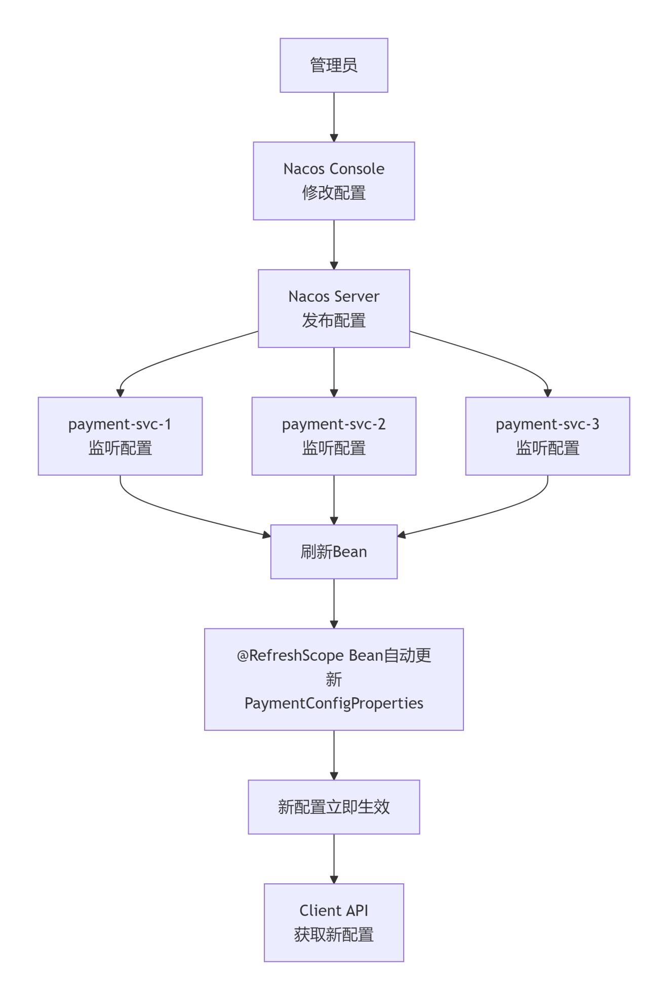 管理员
Nacos Console
修改配置
Nacos Server
发布配置
payment-svc-1
监听配置
payment-svc-2
监听配置
payment-svc-3
监听配置
刷新Bean
@RefreshScope Bean自动更
新
PaymentConfigProperties
新配置立即生效
Client API
获取新配置